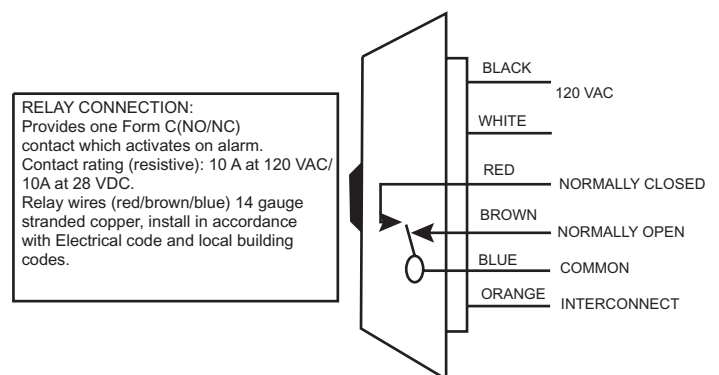 RELAY CONNECTION:
Provides one Form C(NO/NC)
contact which activates on alarm.
Contact rating (resistive): 10 A at 120 VAC/
10A at 28 VDC.
Relay wires (red/brown/blue) 14 gauge
stranded copper, install in accordance
with Electrical code and local building
codes.
BLACK
120 VAC
WHITE
RED
NORMALLY CLOSED
BROWN
NORMALLY OPEN
BLUE
COMMON
ORANGE
INTERCONNECT